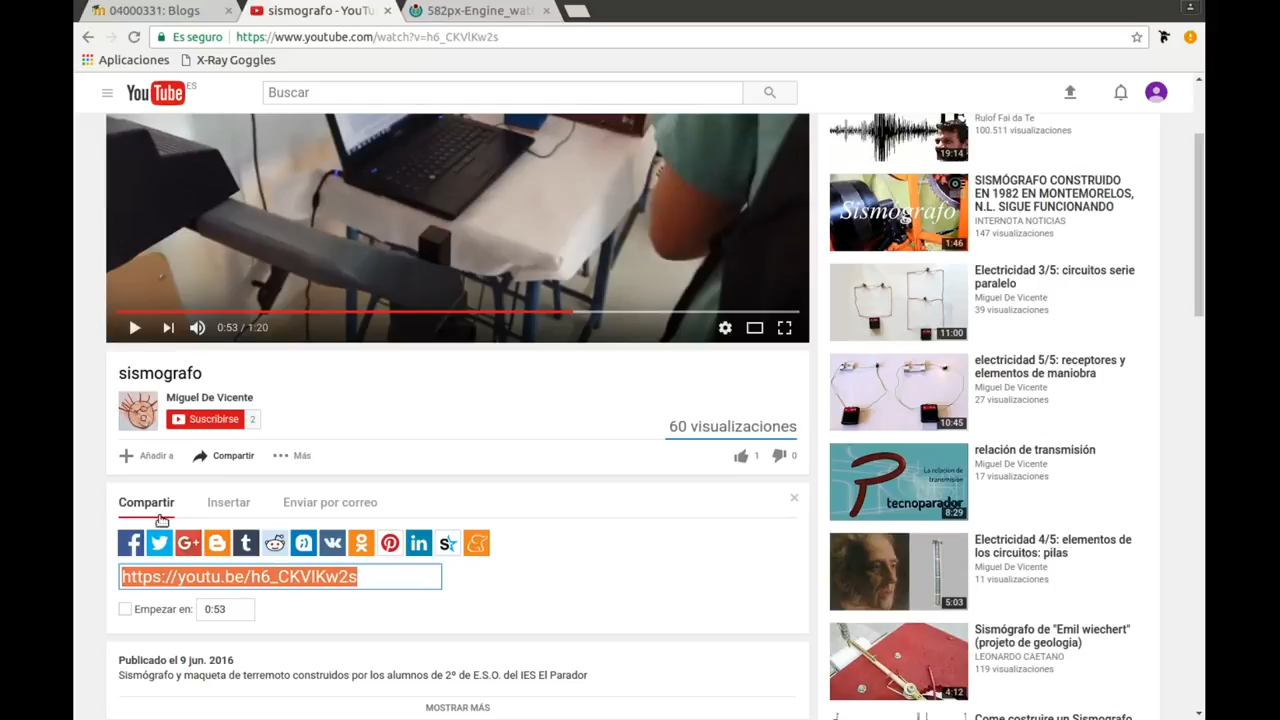 04000331: Blogs
sismografo - YouTu
582px-Engine_wat
Es seguro
https://www.youtube.com/watch?v=h6_CKVlKw2s
Aplicaciones
X-Ray Goggles
YouTube ES
Buscar
0:53 / 1:20
sismografo
Miguel De Vicente
Suscribirse
2
60 visualizaciones
Añadir a
Compartir
Más
1
0
Compartir
Insertar
Enviar por correo
https://youtu.be/h6_CKVlKw2s
Empezar en:
0:53
Publicado el 9 jun. 2016
Sismógrafo y maqueta de terremoto construidos por los alumnos de 2º de E.S.O. del IES El Parador
MOSTRAR MÁS
Rulof Fai da Te
100.511 visualizaciones
19:14
Sismógrafo
1:46
SISMÓGRAFO CONSTRUIDO
EN 1982 EN MONTEMORELOS,
N.L. SIGUE FUNCIONANDO
INTERNOTA NOTICIAS
147 visualizaciones
11:00
Electricidad 3/5: circuitos serie
paralelo
Miguel De Vicente
39 visualizaciones
10:45
electricidad 5/5: receptores y
elementos de maniobra
Miguel De Vicente
27 visualizaciones
La relación de
transmisión
tecnoparador
8:29
relación de transmisión
Miguel De Vicente
17 visualizaciones
5:03
Electricidad 4/5: elementos de
los circuitos: pilas
Miguel De Vicente
11 visualizaciones
4:12
Sismógrafo de "Emil wiechert"
(projeto de geologia)
LEONARDO CAETANO
119 visualizaciones
Come costruire un Sismografo